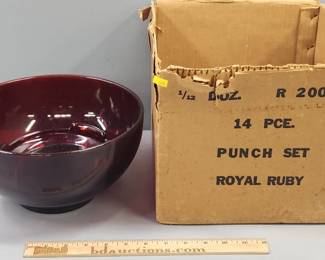 1/12 DOZ. R 200
14 PCE.
PUNCH SET
ROYAL RUBY
bdauctions.com